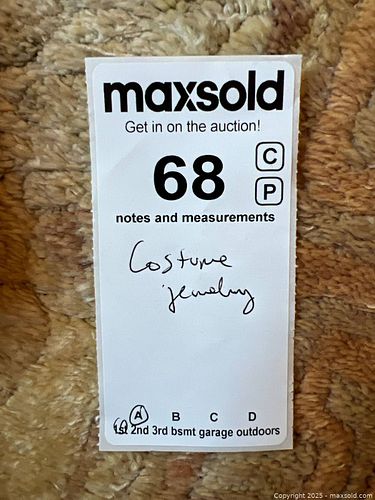 maxsold
Get in on the auction!
68
C
P
notes and measurements
Costume
jewelry
A B C D
1st 2nd 3rd bsmt garage outdoors
Copyright 2025 - maxsold.com